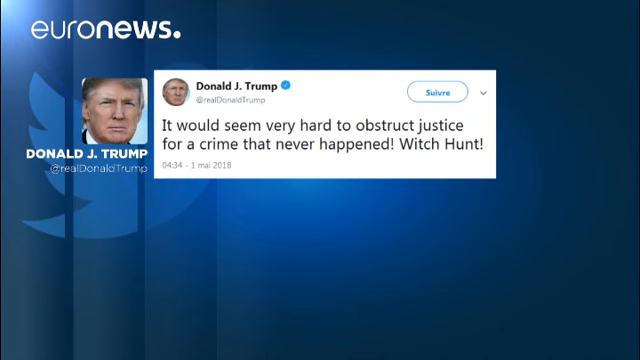 euronews.
DONALD J. TRUMP
@realDonaldTrump
Donald J. Trump
@realDonaldTrump
Suivre
It would seem very hard to obstruct justice
for a crime that never happened! Witch Hunt!
04:34 - 1 mai 2018